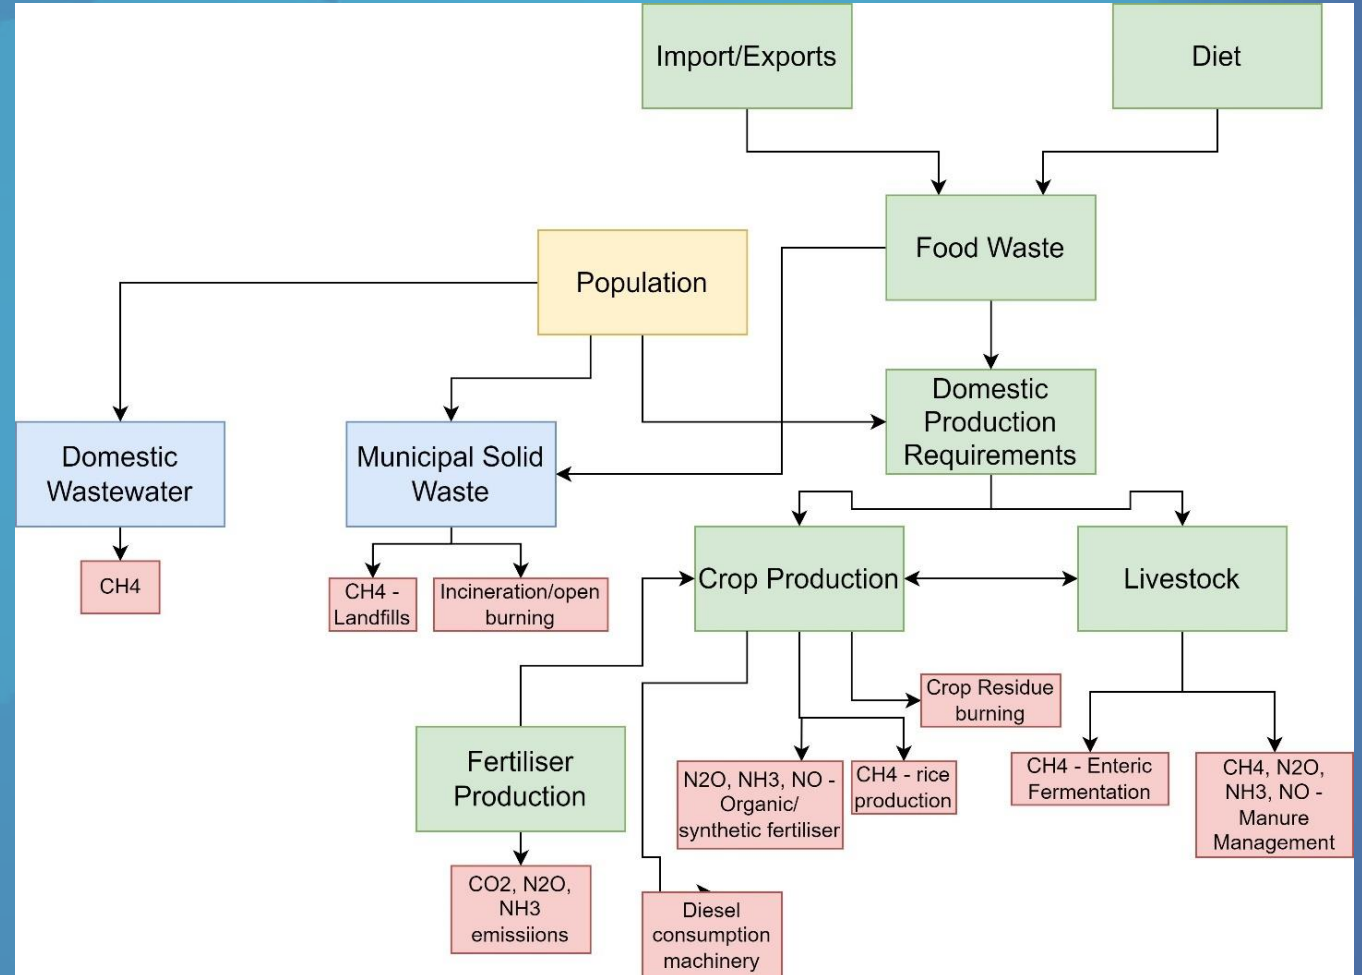 Import/Exports
Diet
Food Waste
Population
Domestic
Production
Requirements
Domestic
Wastewater
Municipal Solid
Waste
Crop Production
Livestock
CH4
CH4 -
Landfills
Incineration/open
burning
Crop Residue
burning
Fertiliser
Production
N2O, NH3, NO -
Organic/
synthetic fertiliser
CH4 - rice
production
CH4 - Enteric
Fermentation
CH4, N2O,
NH3, NO -
Manure
Management
CO2, N2O,
NH3
emissiions
Diesel
consumption
machinery